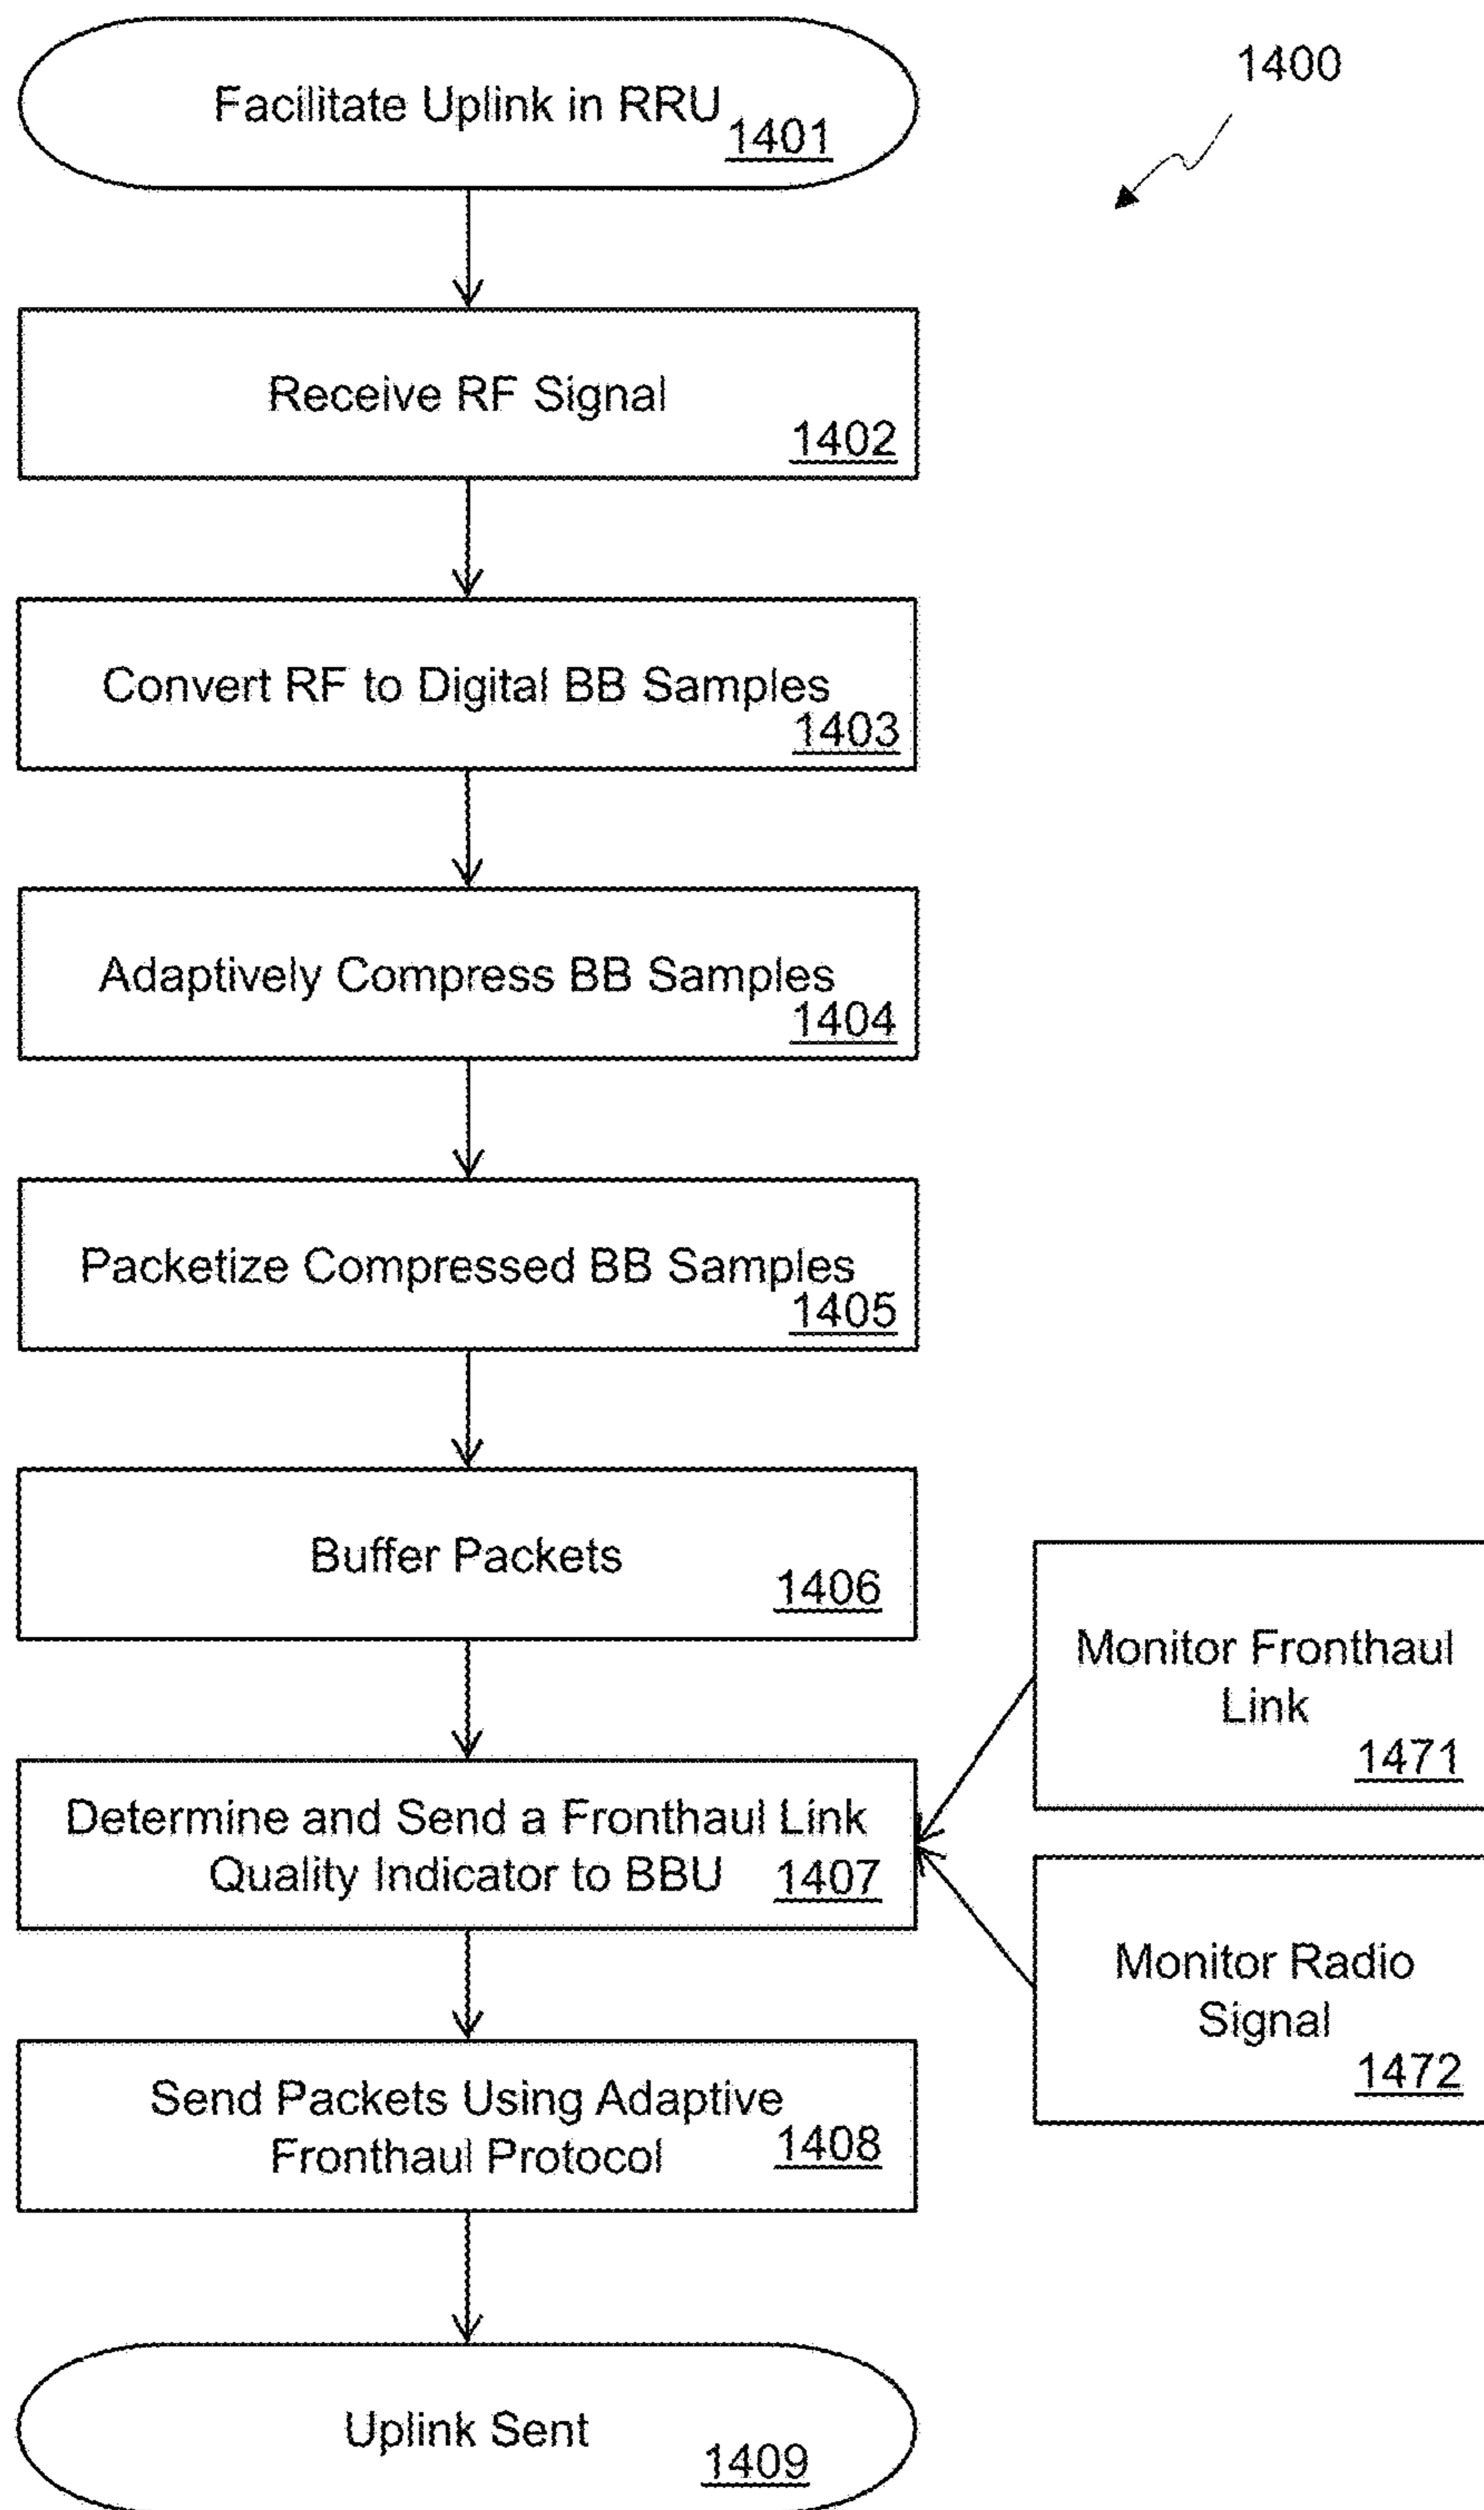 1400
Facilitate Uplink in RRU
1401
Receive RF Signal
1402
Convert RF to Digital BB Samples
1403
Adaptively Compress BB Samples
1404
Packetize Compressed BB Samples
1405
Buffer Packets
1406
Monitor Fronthaul
Link
1471
Determine and Send a Fronthaul Link
Quality Indicator to BBU
1407
Monitor Radio
Signal
1472
Send Packets Using Adaptive
Fronthaul Protocol
1408
Uplink Sent
1409